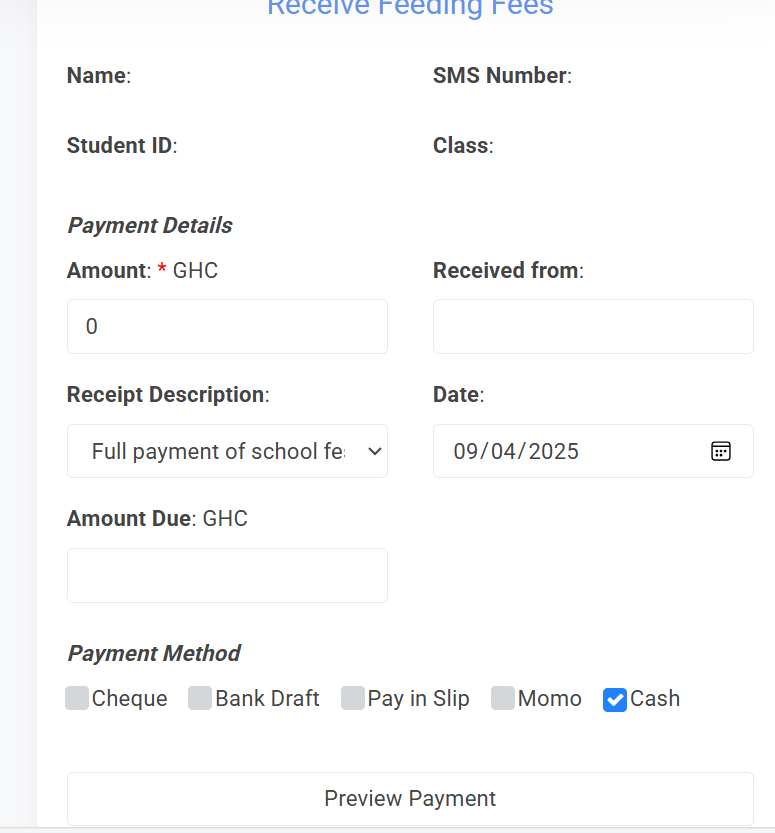 Receive Feeding Fees
Name: SMS Number:
Student ID: Class:
Payment Details
Amount: * GHC Received from:
0
Receipt Description: Date:
Full payment of school fe 09/04/2025
Amount Due: GHC
Payment Method
Cheque Bank Draft Pay in Slip Momo Cash
Preview Payment